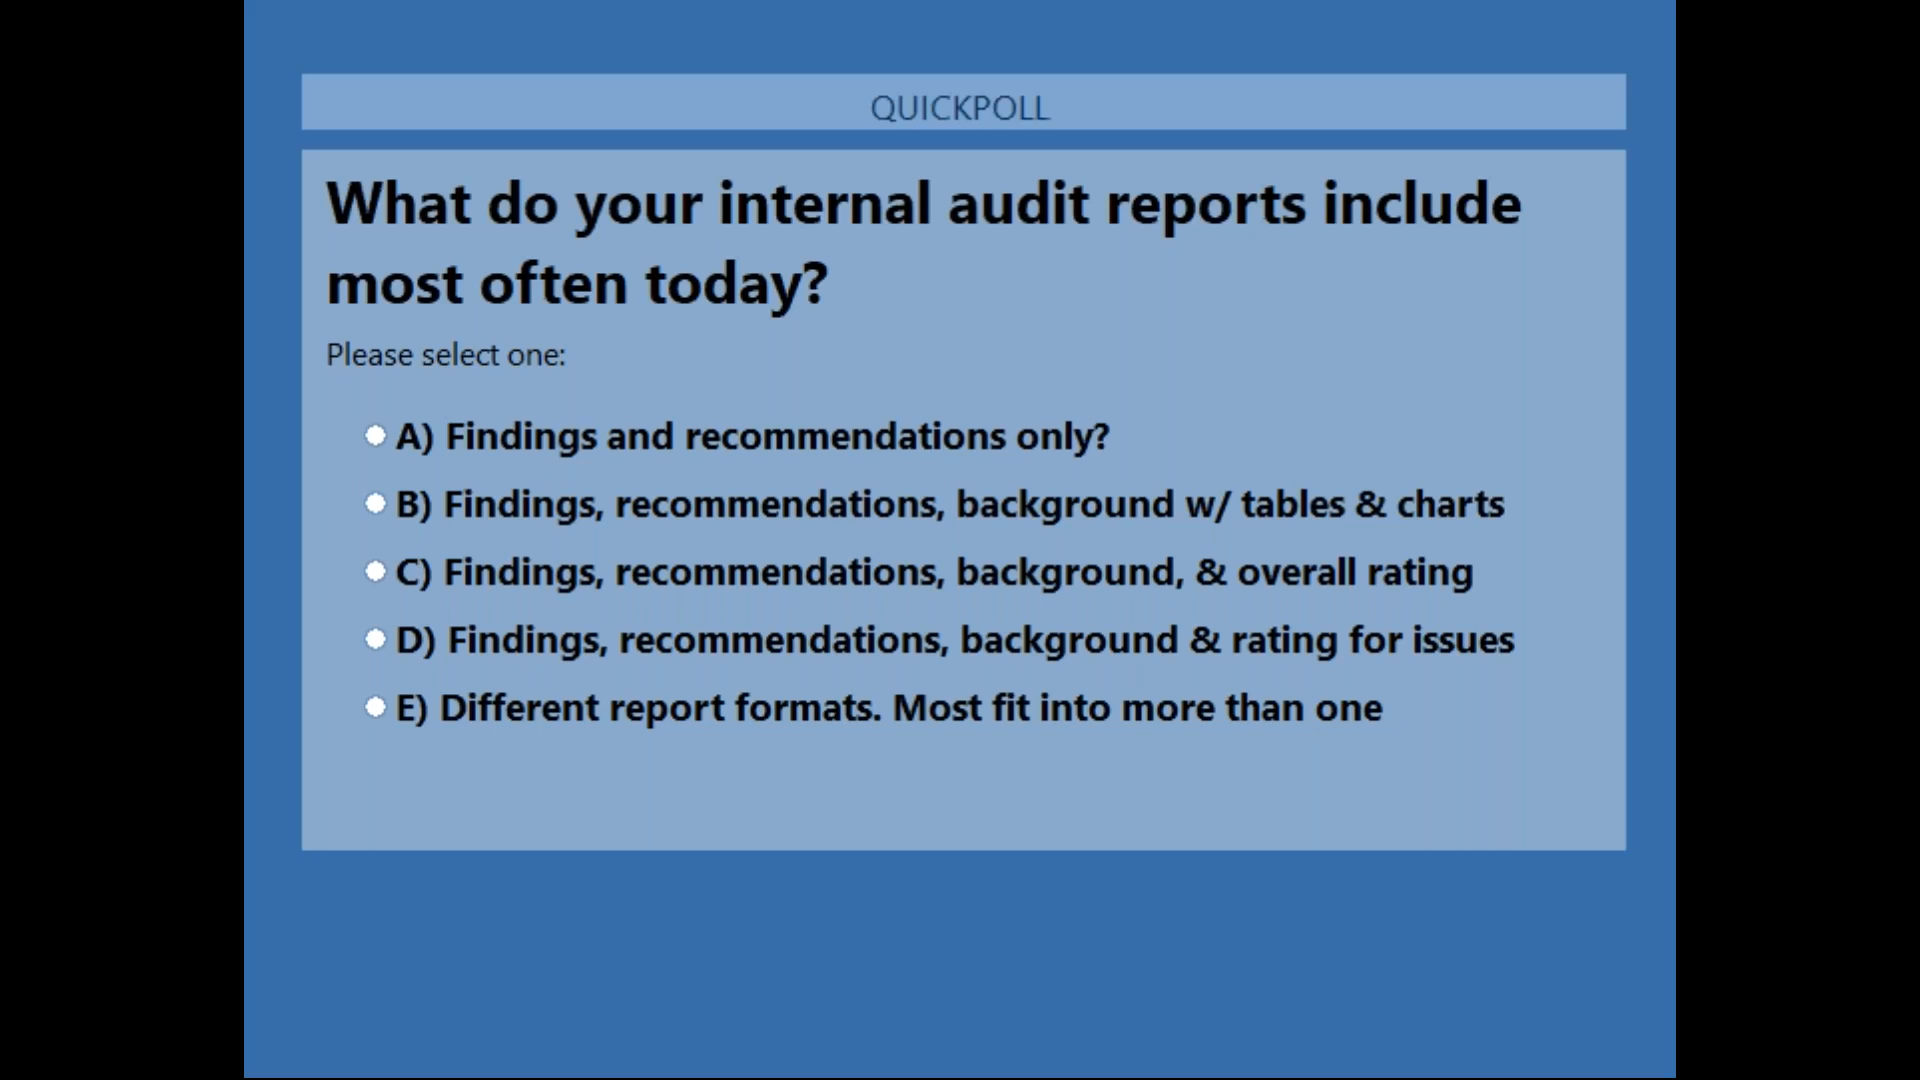 QUICKPOLL
What do your internal audit reports include
most often today?
Please select one:
A) Findings and recommendations only?
B) Findings, recommendations, background w/ tables & charts
C) Findings, recommendations, background, & overall rating
D) Findings, recommendations, background & rating for issues
E) Different report formats. Most fit into more than one